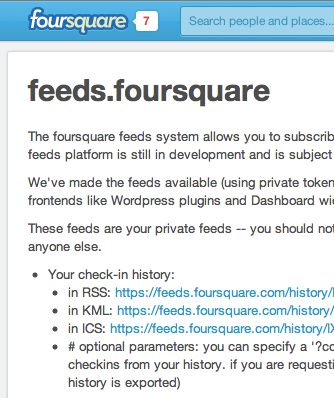 foursquare 7 Search people and places...
feeds.foursquare
The foursquare feeds system allows you to subscrib
feeds platform is still in development and is subject
We've made the feeds available (using private token
frontends like Wordpress plugins and Dashboard wi
These feeds are your private feeds -- you should not
anyone else.
Your check-in history:
in RSS: https://feeds.foursquare.com/history/
in KML: https://feeds.foursquare.com/history/
in ICS: https://feeds.foursquare.com/history/
# optional parameters: you can specify a '?co
checkins from your history. if you are requesti
history is exported)